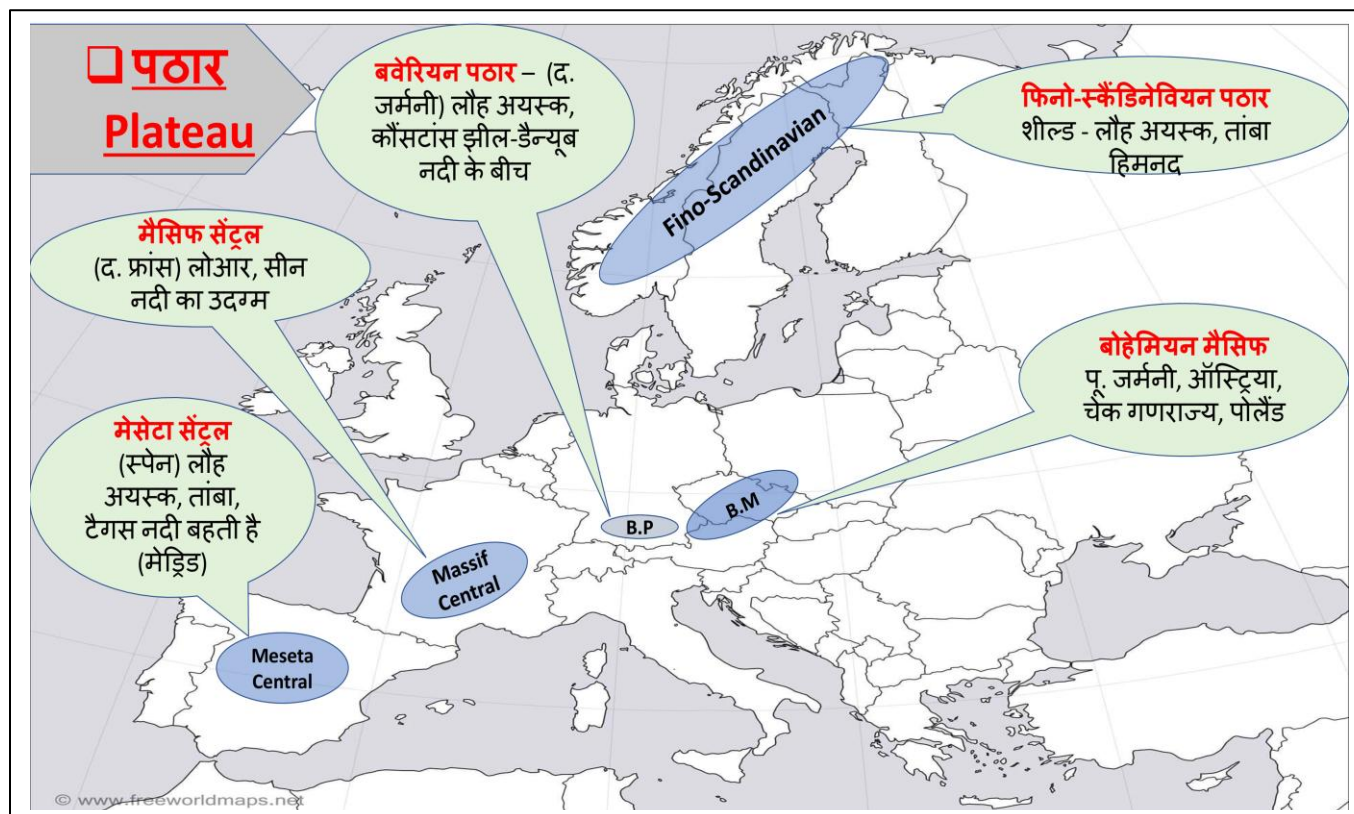 ❑ पठार
Plateau
बवेरियन पठार – (द.
जर्मनी) लौह अयस्क,
कौंसटांस झील-डैन्यूब
नदी के बीच
फिनो-स्कैंडिनेवियन पठार
शील्ड - लौह अयस्क, तांबा
हिमनद
Fino-Scandinavian
मैसिफ सेंट्रल
(द. फ्रांस) लोआर, सीन
नदी का उदग्म
बोहेमियन मैसिफ
पू. जर्मनी, ऑस्ट्रिया,
चेक गणराज्य, पोलैंड
मेसेटा सेंट्रल
(स्पेन) लौह
अयस्क, तांबा,
टैगस नदी बहती है
(मेड्रिड)
B.P
B.M
Massif
Central
Meseta
Central
© www.freeworldmaps.net